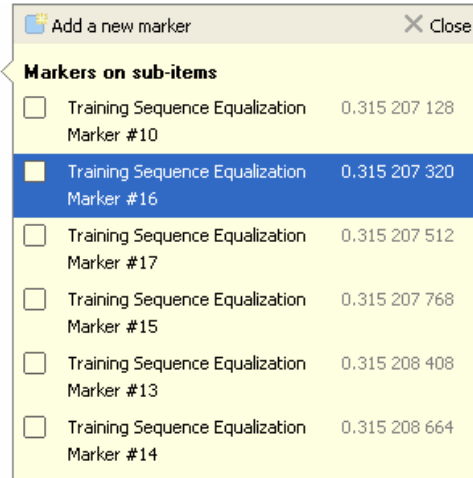 Add a new marker Close
Markers on sub-items
Training Sequence Equalization 0.315 207 128
Marker #10
Training Sequence Equalization 0.315 207 320
Marker #16
Training Sequence Equalization 0.315 207 512
Marker #17
Training Sequence Equalization 0.315 207 768
Marker #15
Training Sequence Equalization 0.315 208 408
Marker #13
Training Sequence Equalization 0.315 208 664
Marker #14